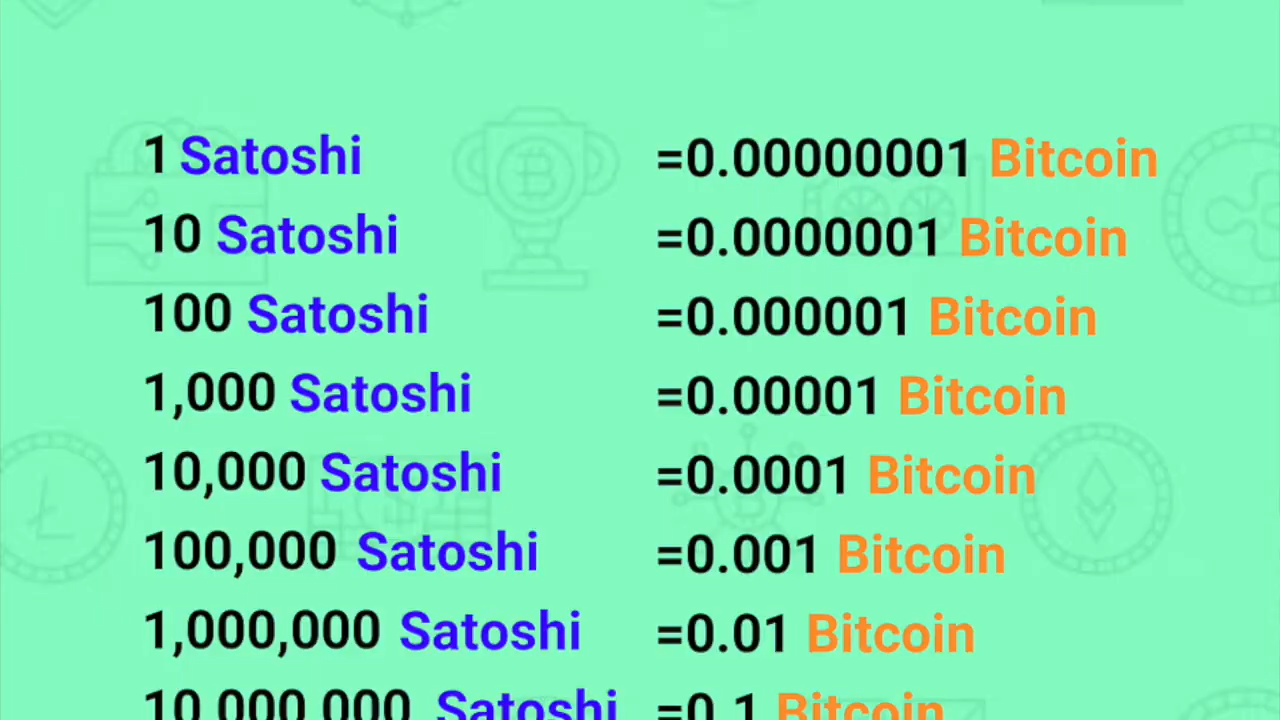 1 Satoshi =0.00000001 Bitcoin
10 Satoshi =0.0000001 Bitcoin
100 Satoshi =0.000001 Bitcoin
1,000 Satoshi =0.00001 Bitcoin
10,000 Satoshi =0.0001 Bitcoin
100,000 Satoshi =0.001 Bitcoin
1,000,000 Satoshi =0.01 Bitcoin
10,000,000 Satoshi =0.1 Bitcoin